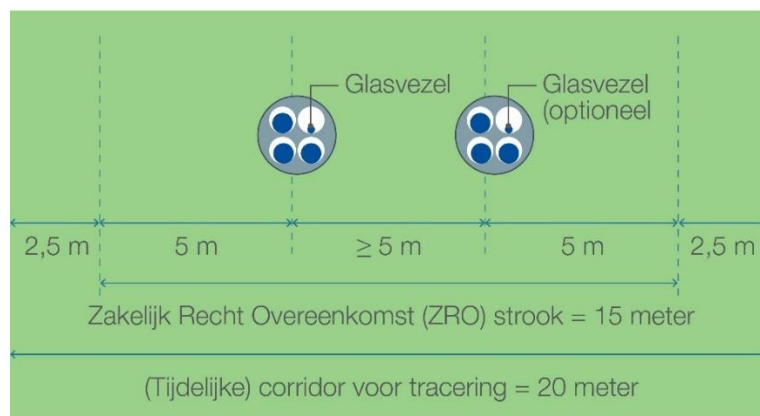 Glasvezel
Glasvezel
(optioneel
2,5 m
5 m
≥ 5 m
5 m
2,5 m
Zakelijk Recht Overeenkomst (ZRO) strook = 15 meter
(Tijdelijke) corridor voor tracering = 20 meter